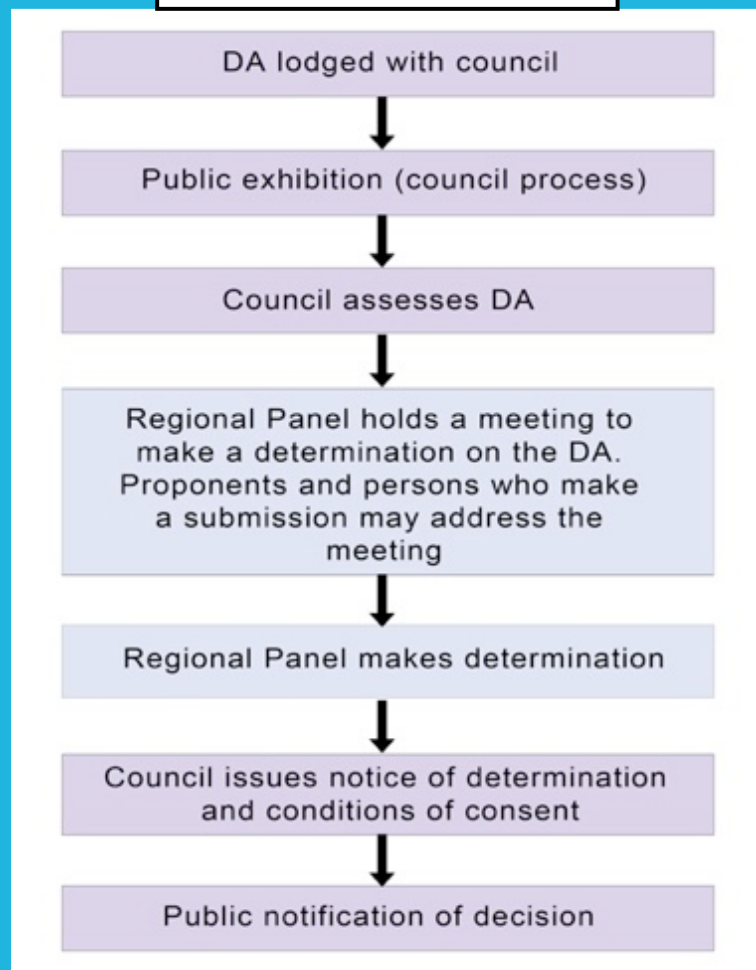 DA lodged with council
Public exhibition (council process)
Council assesses DA
Regional Panel holds a meeting to
make a determination on the DA.
Proponents and persons who make
a submission may address the
meeting
Regional Panel makes determination
Council issues notice of determination
and conditions of consent
Public notification of decision